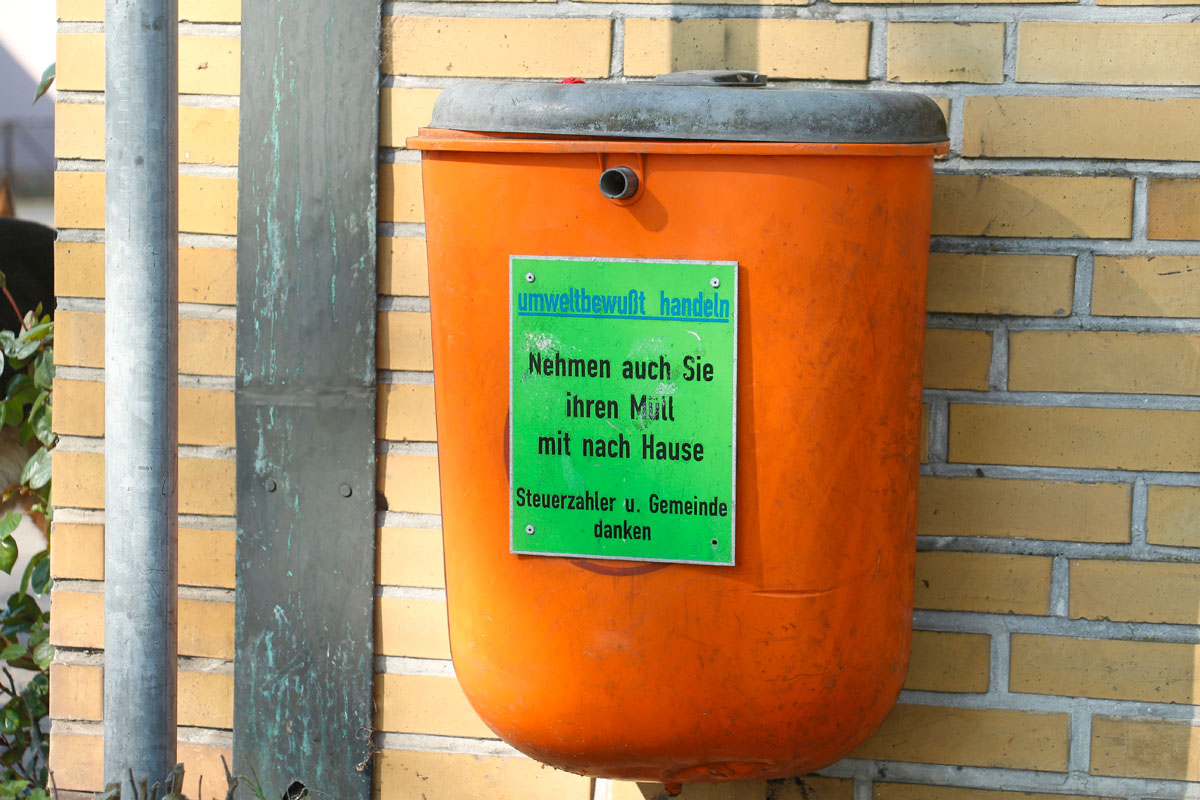 umweltbewußt handeln
Nehmen auch Sie
ihren Müll
mit nach Hause
Steuerzahler u. Gemeinde
danken